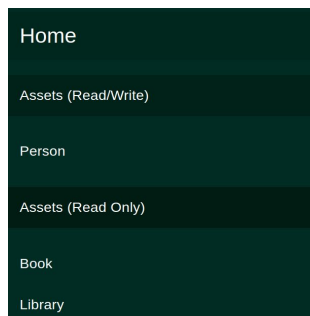 Home
Assets (Read/Write)
Person
Assets (Read Only)
Book
Library